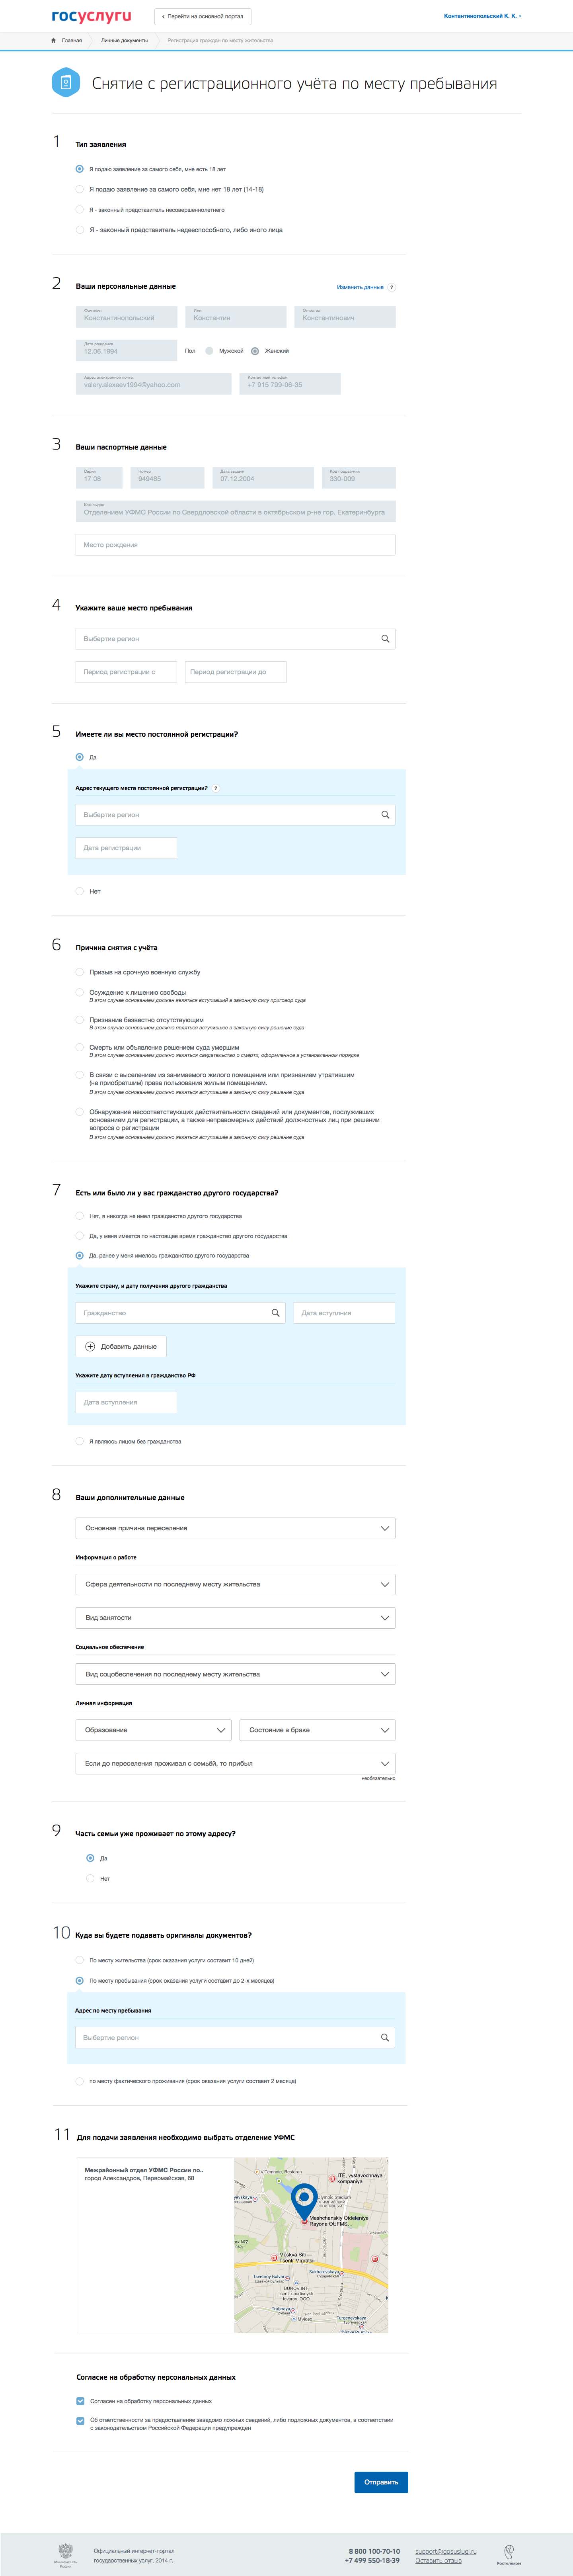 госуслуги
‹ Перейти на основной портал
Контантинопольский К. К.
Главная
Личные документы
Регистрация граждан по месту жительства
Снятие с регистрационного учёта по месту пребывания
1 Тип заявления
Я подаю заявление за самого себя, мне есть 18 лет
Я подаю заявление за самого себя, мне нет 18 лет (14-18)
Я - законный представитель несовершеннолетнего
Я - законный представитель недееспособного, либо иного лица
2 Ваши персональные данные
Изменить данные ?
Фамилия Имя Отчество
Константинопольский Константин Константинович
Дата рождения
12.06.1994
Пол Мужской Женский
Адрес электронной почты Контактный телефон
valery.alexeev1994@yahoo.com +7 915 799-06-35
3 Ваши паспортные данные
Серия Номер Дата выдачи Код подразде-ния
17 08 949485 07.12.2004 330-009
Кем выдан
Отделением УФМС России по Свердловской области в октябрьском р-не гор. Екатеринбурга
Место рождения
4 Укажите ваше место пребывания
Выбертие регион
Период регистрации с Период регистрации до
5 Имеете ли вы место постоянной регистрации?
Да
Адрес текущего места постоянной регистрации? ?
Выбертие регион
Дата регистрации
Нет
6 Причина снятия с учёта
Призыв на срочную военную службу
Осуждение к лишению свободы
В этом случае основанием должен являться вступивший в законную силу приговор суда
Признание безвестно отсутствующим
В этом случае основанием должно являться вступившее в законную силу решение суда
Смерть или объявление решением суда умершим
В этом случае основанием должно являться свидетельство о смерти, оформленное в установленном порядке
В связи с выселением из занимаемого жилого помещения или признанием утратившим
(не приобретшим) права пользования жилым помещением.
В этом случае основанием должно являться вступившее в законную силу решение суда
Обнаружение несоответствующих действительности сведений или документов, послуживших
основанием для регистрации, а также неправомерных действий должностных лиц при решении
вопроса о регистрации
В этом случае основанием должно являться вступившее в законную силу решение суда
7 Есть или было ли у вас гражданство другого государства?
Нет, я никогда не имел гражданство другого государства
Да, у меня имеется по настоящее время гражданство другого государства
Да, ранее у меня имелось гражданство другого государства
Укажите страну, и дату получения другого гражданства
Гражданство Дата вступлния
Добавить данные
Укажите дату вступления в гражданство РФ
Дата вступления
Я являюсь лицом без гражданства
8 Ваши дополнительные данные
Основная причина переселения
Информация о работе
Сфера деятельности по последнему месту жительства
Вид занятости
Социальное обеспечение
Вид соцобеспечения по последнему месту жительства
Личная информация
Образование Состояние в браке
Если до переселения проживал с семьёй, то прибыл
необязательно
9 Часть семьи уже проживает по этому адресу?
Да
Нет
10 Куда вы будете подавать оригиналы документов?
По месту жительства (срок оказания услуги составит 10 дней)
По месту пребывания (срок оказания услуги составит до 2-х месяцев)
Адрес по месту пребывания
Выбертие регион
по месту фактического проживания (срок оказания услуги составит 2 месяца)
11 Для подачи заявления необходимо выбрать отделение УФМС
Межрайонный отдел УФМС России по..
город Александров, Первомайская, 68
V Temnote, Restoran
ITE, vystavochnaya
kompaniya
Olympic Stadium
Meshchanskiy Otdeleniye
Rayona OUFMS
Moskva Siti —
Tsentr Migratsii
Sukharevskaya
Tsvetnoy Bulvar
DUROV INT
tsentr sportivnykh
Trubnaya
MVideo
Turgenevskaya
Согласие на обработку персональных данных
Согласен на обработку персональных данных
Об ответственности за предоставление заведомо ложных сведений, либо подложных документов, в соответствии
с законодательством Российской Федерации предупрежден
Отправить
Минкомсвязь
России
Официальный интернет-портал
государственных услуг, 2014 г.
8 800 100-70-10
+7 499 550-18-39
support@gosuslugi.ru
Оставить отзыв
Ростелеком